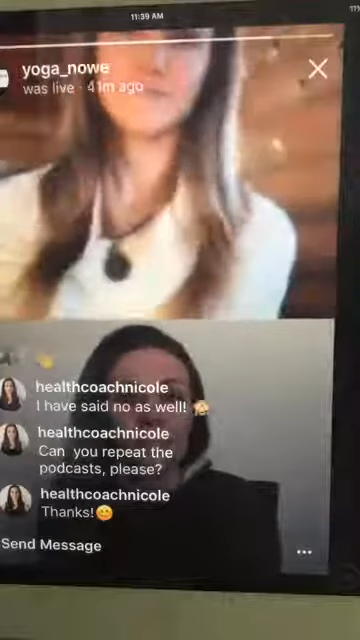 11:39 AM
yoga_nowe
was live · 41m ago
healthcoachnicole
I have said no as well! 🙈
healthcoachnicole
Can you repeat the
podcasts, please?
healthcoachnicole
Thanks!😊
Send Message